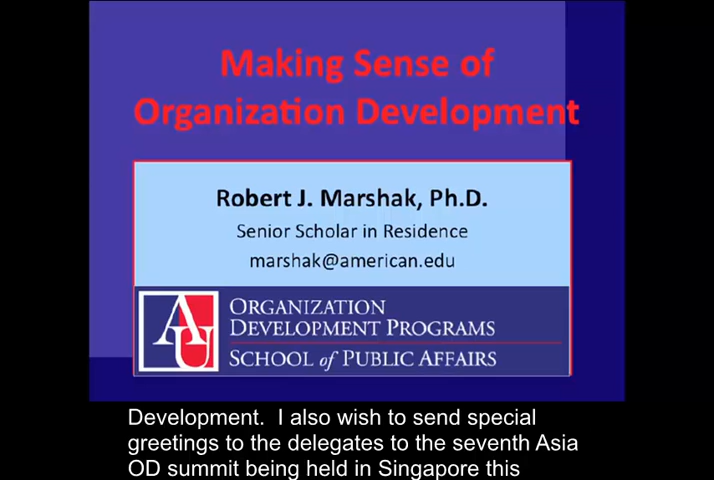 Making Sense of
Organization Development
Robert J. Marshak, Ph.D.
Senior Scholar in Residence
marshak@american.edu
AU
ORGANIZATION
DEVELOPMENT PROGRAMS
SCHOOL of PUBLIC AFFAIRS
Development.  I also wish to send special
greetings to the delegates to the seventh Asia
OD summit being held in Singapore this